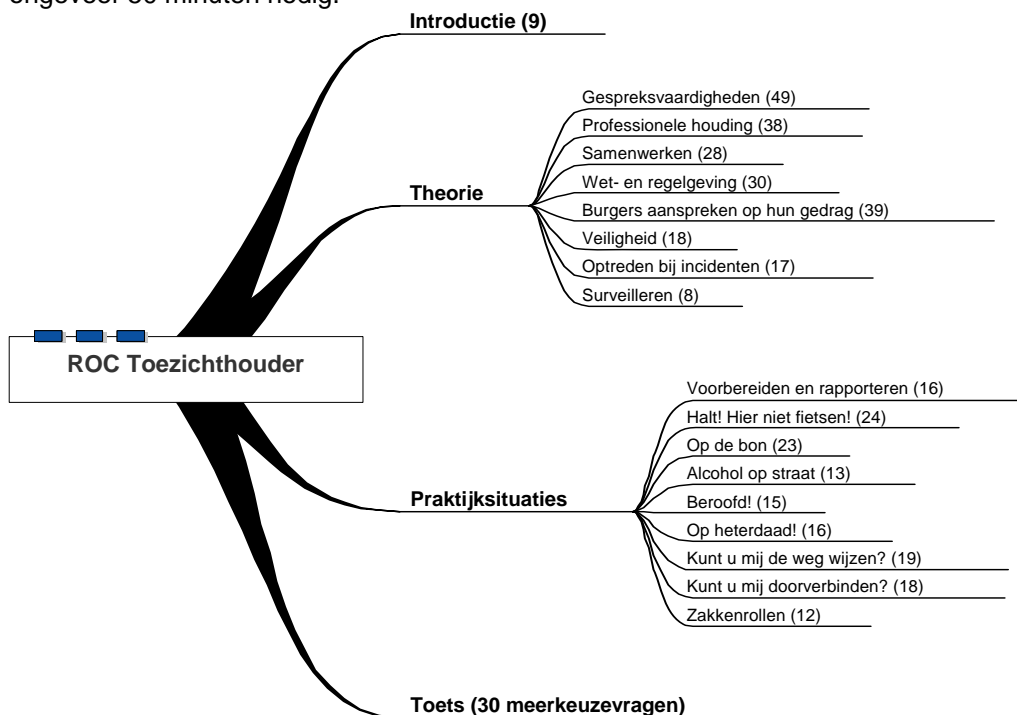 Introductie (9)
Gespreksvaardigheden (49)
Professionele houding (38)
Samenwerken (28)
Wet- en regelgeving (30)
Theorie
Burgers aanspreken op hun gedrag (39)
Veiligheid (18)
Optreden bij incidenten (17)
Surveilleren (8)
ROC Toezichthouder
Voorbereiden en rapporteren (16)
Halt! Hier niet fietsen! (24)
Op de bon (23)
Alcohol op straat (13)
Praktijksituaties
Beroofd! (15)
Op heterdaad! (16)
Kunt u mij de weg wijzen? (19)
Kunt u mij doorverbinden? (18)
Zakkenrollen (12)
Toets (30 meerkeuzevragen)